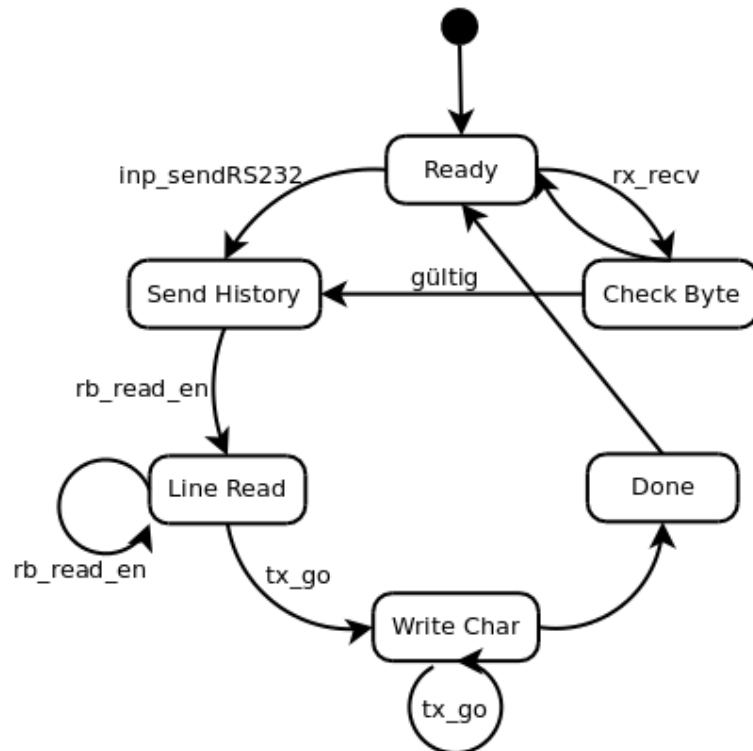 Ready
inp_sendRS232
rx_recv
Send History
gültig
Check Byte
rb_read_en
Line Read
Done
rb_read_en
tx_go
Write Char
tx_go